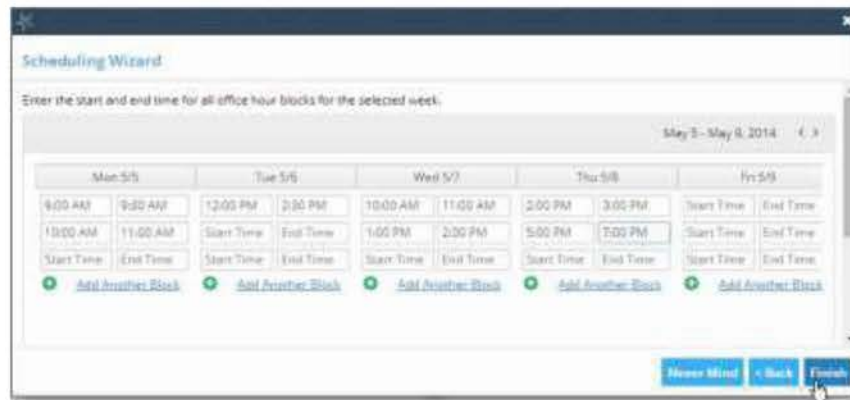 Scheduling Wizard
Enter the start and end time for all office hour blocks for the selected week.
May 5 - May 9, 2014 < >
Mon 5/5 Tue 5/6 Wed 5/7 Thu 5/8 Fri 5/9
9:00 AM 9:30 AM 12:00 PM 2:00 PM 10:00 AM 11:00 AM 2:00 PM 3:00 PM Start Time End Time
10:00 AM 11:00 AM Start Time End Time 1:00 PM 2:00 PM 5:00 PM 7:00 PM Start Time End Time
Start Time End Time Start Time End Time Start Time End Time Start Time End Time
Add Another Block Add Another Block Add Another Block Add Another Block Add Another Block
Never Mind < Back Finish